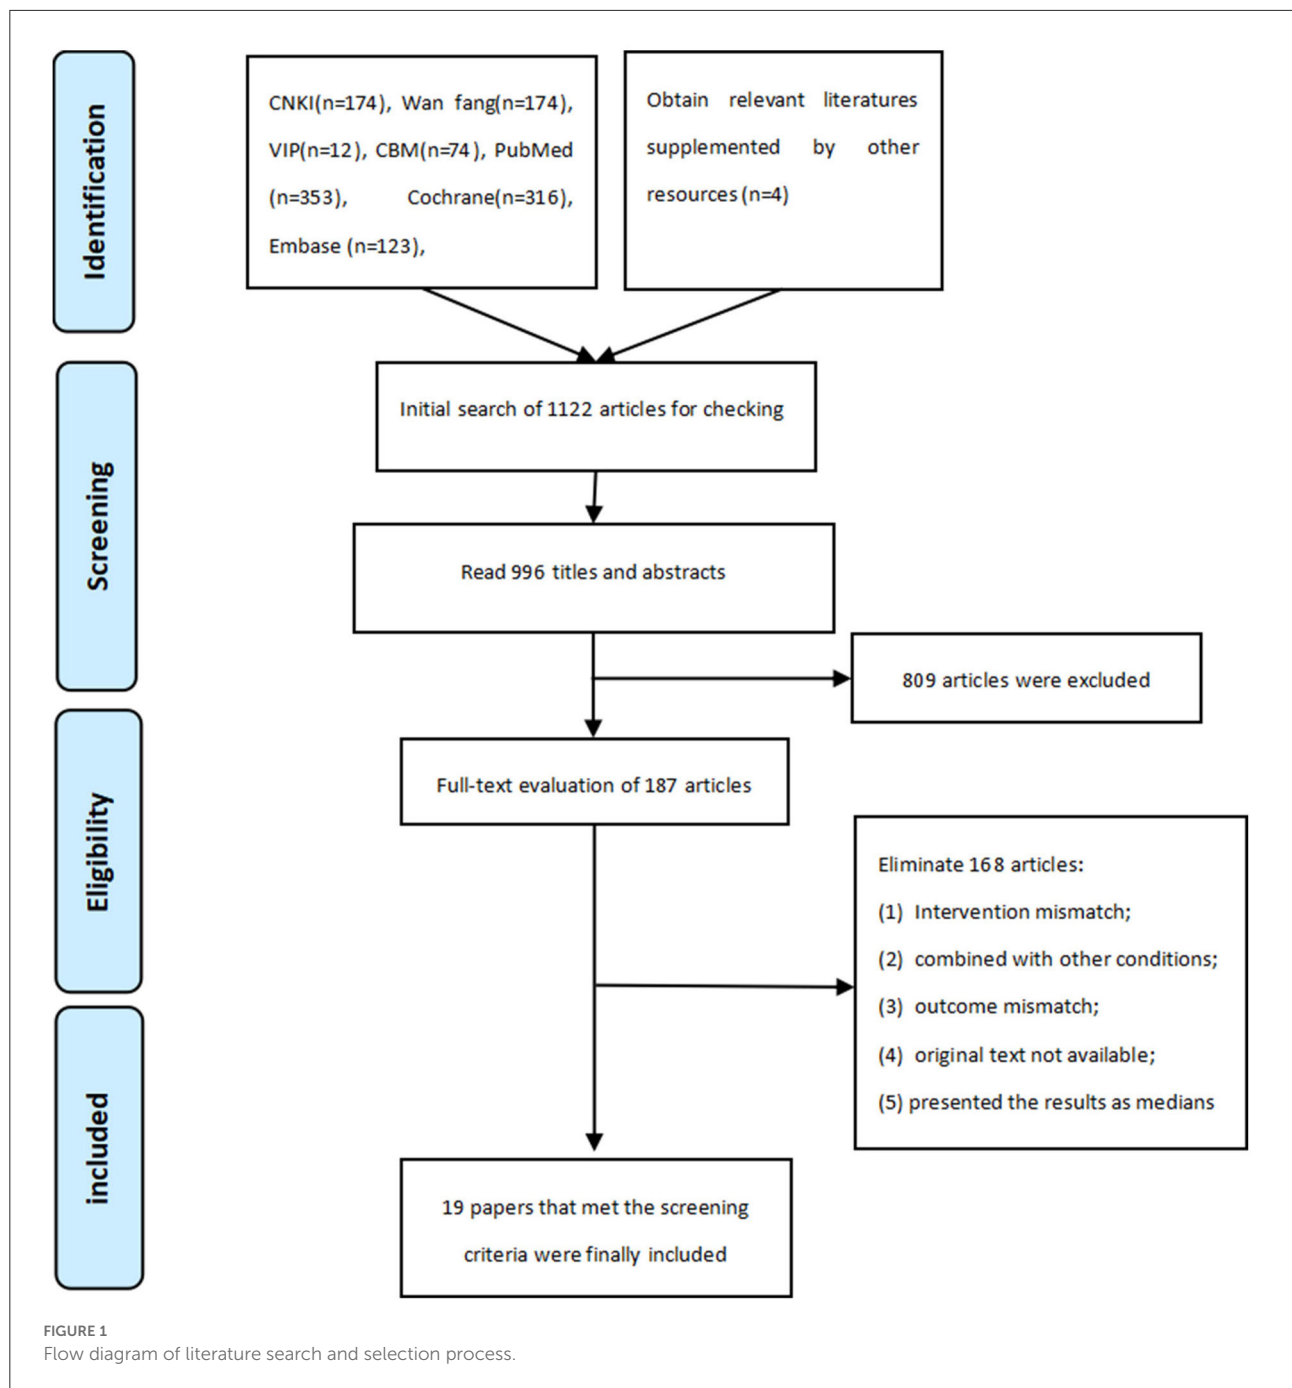 Identification
CNKI(n=174), Wan fang(n=174),
VIP(n=12), CBM(n=74), PubMed
(n=353), Cochrane(n=316),
Embase (n=123),
Obtain relevant literatures
supplemented by other
resources (n=4)
Screening
Initial search of 1122 articles for checking
Read 996 titles and abstracts
809 articles were excluded
Eligibility
Full-text evaluation of 187 articles
Eliminate 168 articles:
(1) Intervention mismatch;
(2) combined with other conditions;
(3) outcome mismatch;
(4) original text not available;
(5) presented the results as medians
included
19 papers that met the screening
criteria were finally included
FIGURE 1
Flow diagram of literature search and selection process.